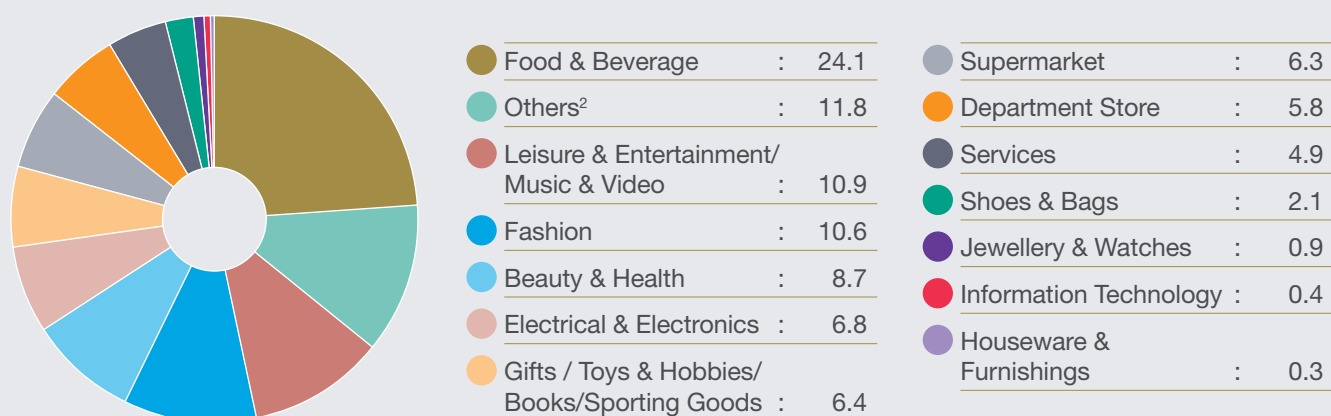 Food & Beverage : 24.1
Others² : 11.8
Leisure & Entertainment/
Music & Video : 10.9
Fashion : 10.6
Beauty & Health : 8.7
Electrical & Electronics : 6.8
Gifts / Toys & Hobbies/
Books/Sporting Goods : 6.4
Supermarket : 6.3
Department Store : 5.8
Services : 4.9
Shoes & Bags : 2.1
Jewellery & Watches : 0.9
Information Technology : 0.4
Houseware &
Furnishings : 0.3